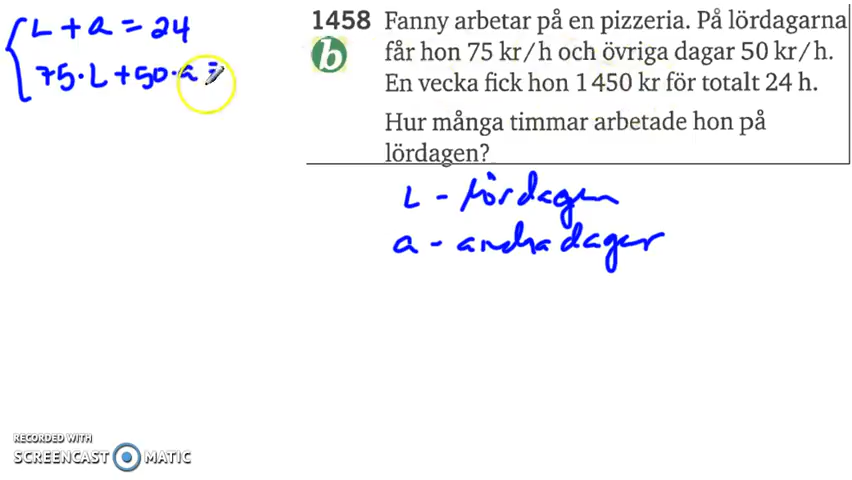 L + a = 24
75·L + 50·a =
1458 Fanny arbetar på en pizzeria. På lördagarna
b får hon 75 kr/h och övriga dagar 50 kr/h.
En vecka fick hon 1 450 kr för totalt 24 h.
Hur många timmar arbetade hon på
lördagen?
L - lördagen
a - andra dagar
RECORDED WITH
SCREENCAST MATIC